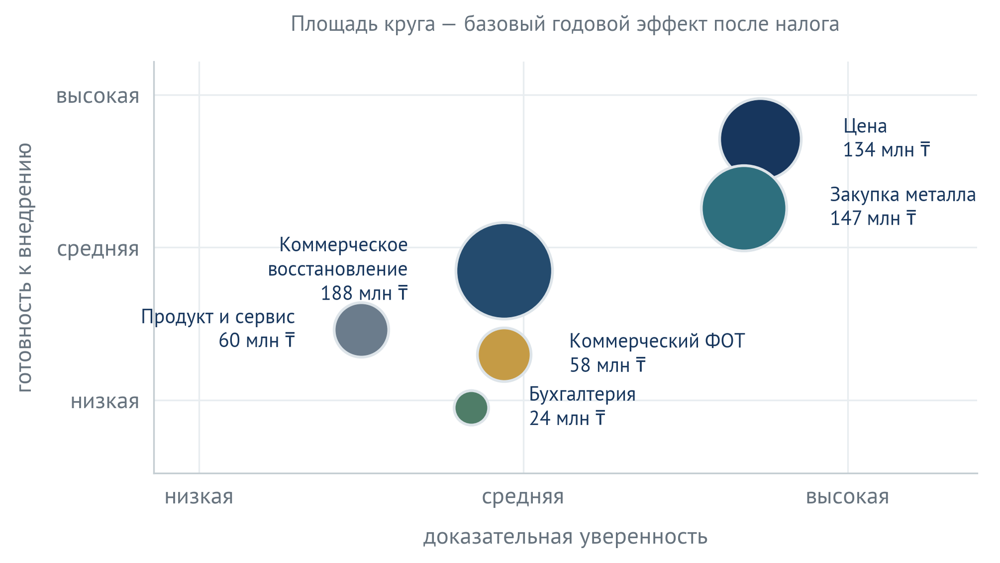 Площадь круга — базовый годовой эффект после налога
готовность к внедрению
высокая
средняя
низкая
Цена
134 млн ₸
Закупка металла
147 млн ₸
Коммерческое
восстановление
188 млн ₸
Продукт и сервис
60 млн ₸
Коммерческий ФОТ
58 млн ₸
Бухгалтерия
24 млн ₸
низкая
средняя
высокая
доказательная уверенность